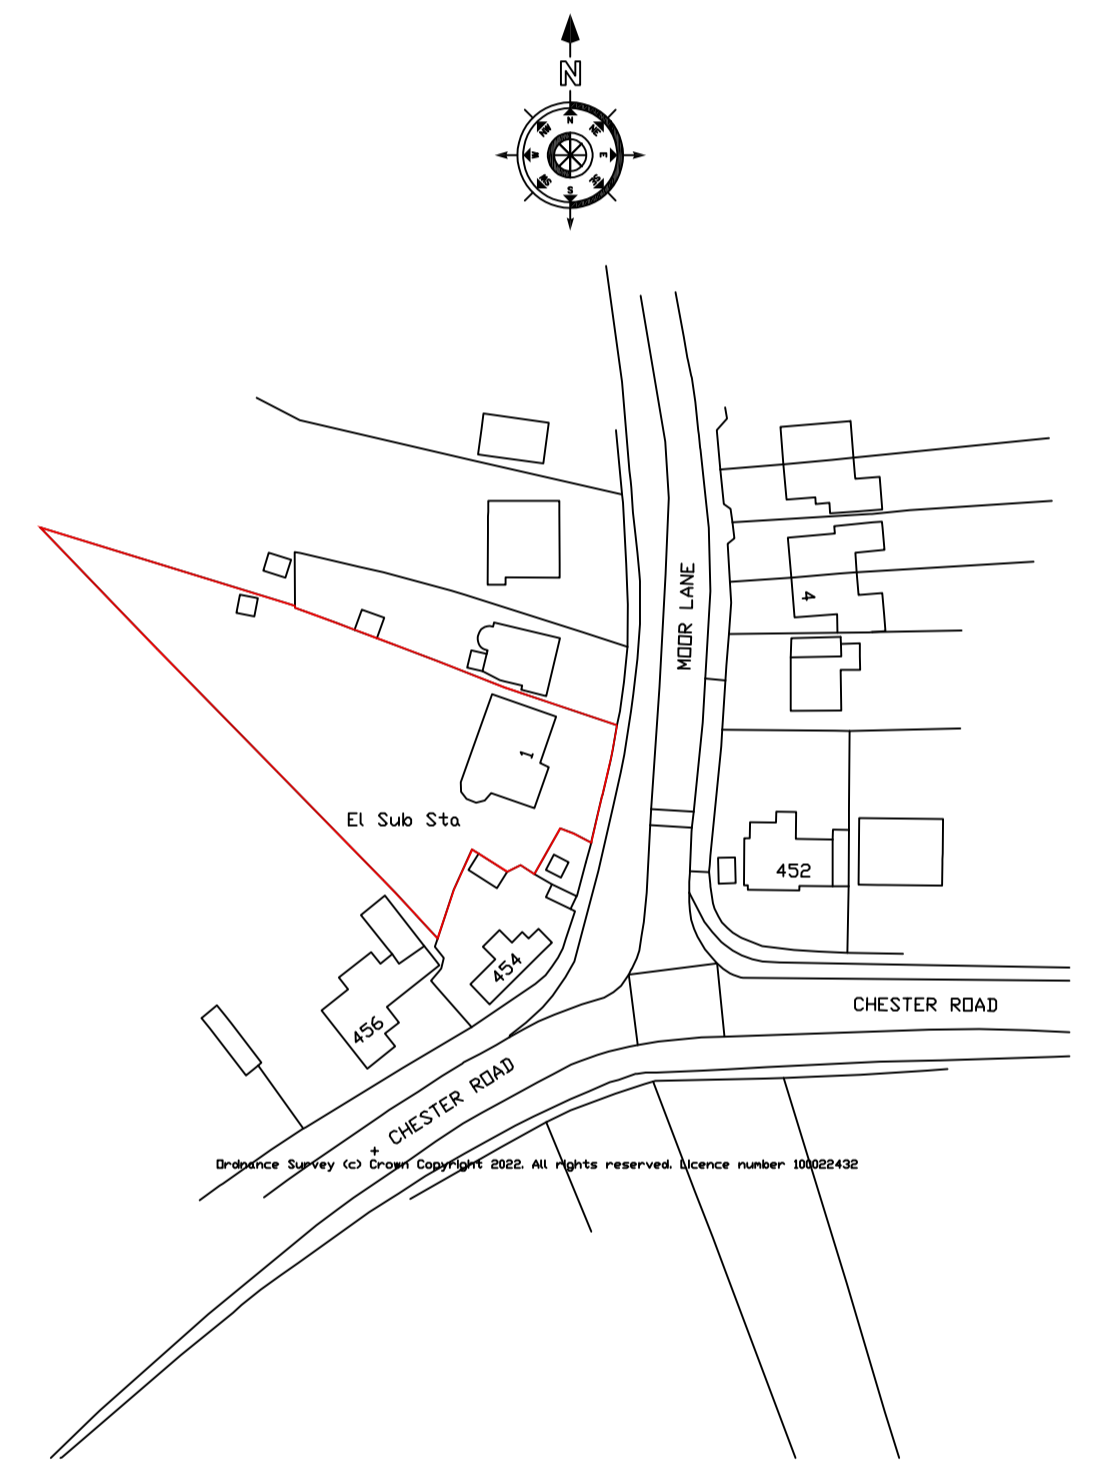 N
N
NE
E
SE
S
SW
W
NW
MOOR LANE
4
1
El Sub Sta
452
454
456
CHESTER ROAD
CHESTER ROAD
Ordnance Survey (c) Crown Copyright 2022. All rights reserved. Licence number 100022432